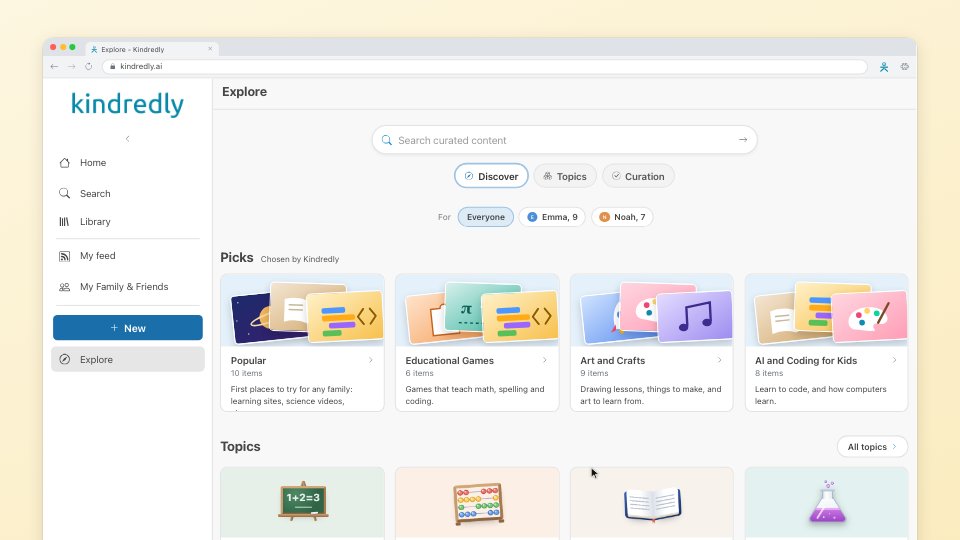 Explore - Kindredly
kindredly.ai
kindredly
Explore
Search curated content
Home
Discover
Topics
Curation
Search
For
Everyone
E
Emma, 9
N
Noah, 7
Library
My feed
Picks
Chosen by Kindredly
My Family & Friends
π
+ New
Explore
Popular
10 items
First places to try for any family:
learning sites, science videos,
Educational Games
6 items
Games that teach math, spelling and
coding.
Art and Crafts
9 items
Drawing lessons, things to make, and
art to learn from.
AI and Coding for Kids
8 items
Learn to code, and how computers
learn.
Topics
All topics
1+2=3